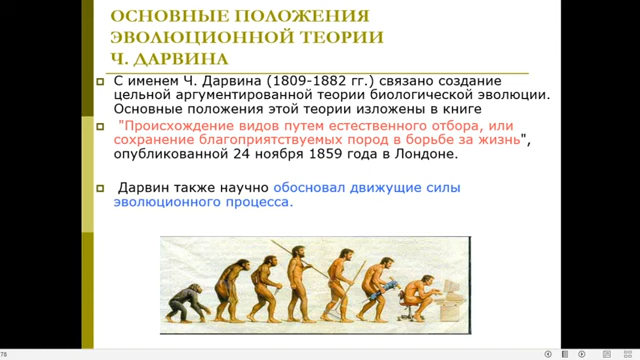 ОСНОВНЫЕ ПОЛОЖЕНИЯ
ЭВОЛЮЦИОННОЙ ТЕОРИИ
Ч. ДАРВИНА
С именем Ч. Дарвина (1809-1882 гг.) связано создание
цельной аргументированной теории биологической эволюции.
Основные положения этой теории изложены в книге
"Происхождение видов путем естественного отбора, или
сохранение благоприятствуемых пород в борьбе за жизнь",
опубликованной 24 ноября 1859 года в Лондоне.
Дарвин также научно обосновал движущие силы
эволюционного процесса.
78